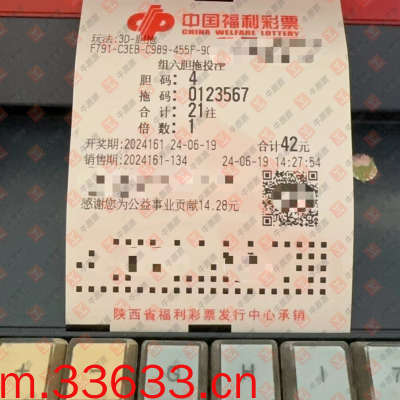 中国福利彩票
CHINA WELFARE LOTTERY
玩法:3D-胆拖
F791-C3EB-C989-455F-9C
组六胆拖投注
胆码: 4
拖码: 0123567
合计: 21注
倍数: 1
开奖期:2024161 24-06-19 合计42元
销售期:2024161-134 24-06-19 14:27:54
感谢您为公益事业贡献14.28元
陕西省福利彩票发行中心承销
G H I 7
m.33633.cn